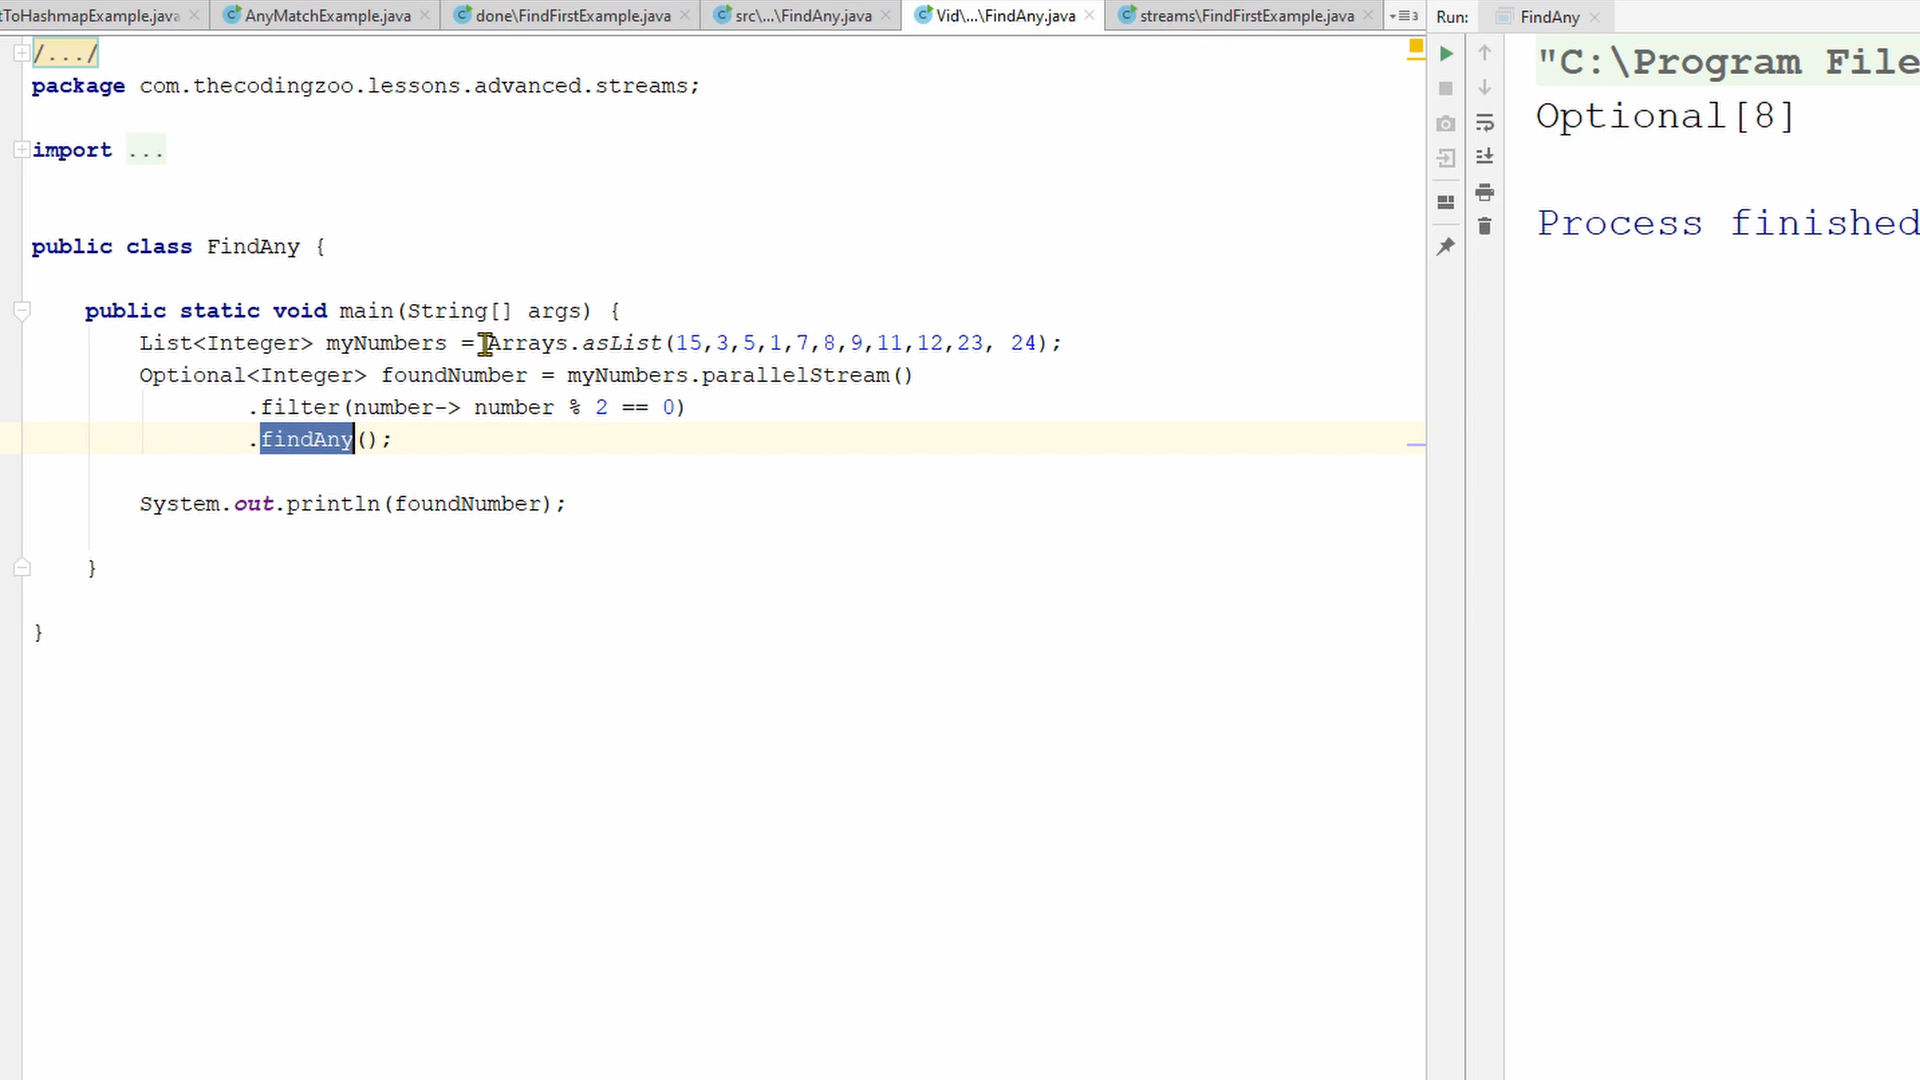 tToHashmapExample.java AnyMatchExample.java done\FindFirstExample.java src\...\FindAny.java Vid\...\FindAny.java streams\FindFirstExample.java 3 Run: FindAny
/.../
"C:\Program File
package com.thecodingzoo.lessons.advanced.streams;
Optional[8]
import ...
Process finished
public class FindAny {
public static void main(String[] args) {
List<Integer> myNumbers = Arrays.asList(15,3,5,1,7,8,9,11,12,23, 24);
Optional<Integer> foundNumber = myNumbers.parallelStream()
.filter(number-> number % 2 == 0)
.findAny();
System.out.println(foundNumber);
}
}